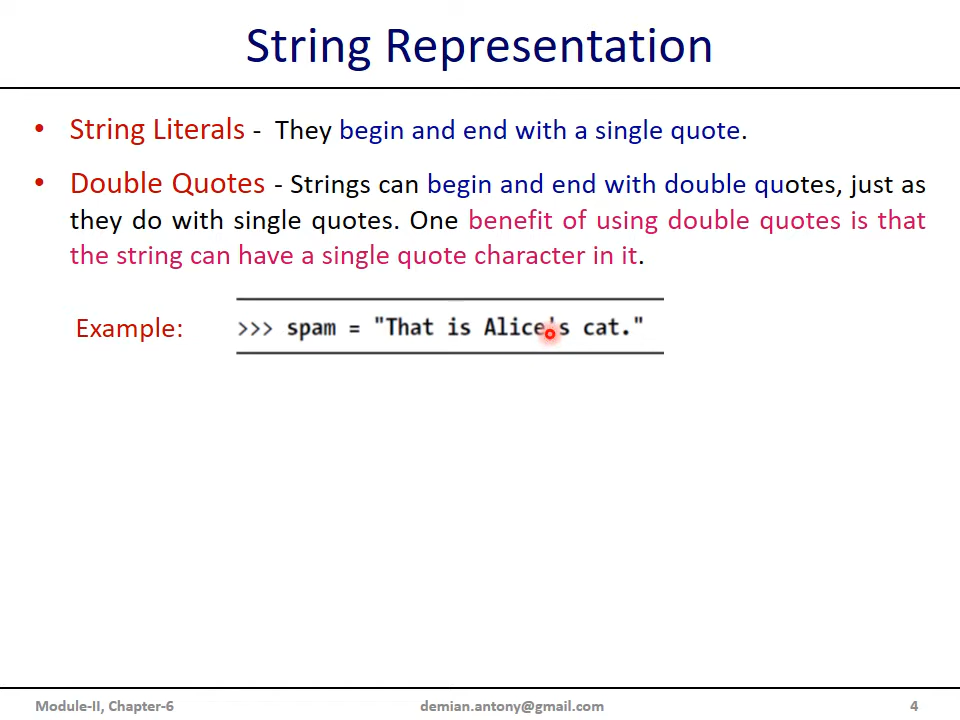 String Representation
• String Literals - They begin and end with a single quote.
• Double Quotes - Strings can begin and end with double quotes, just as
they do with single quotes. One benefit of using double quotes is that
the string can have a single quote character in it.
Example: >>> spam = "That is Alice's cat."
Module-II, Chapter-6 demian.antony@gmail.com 4